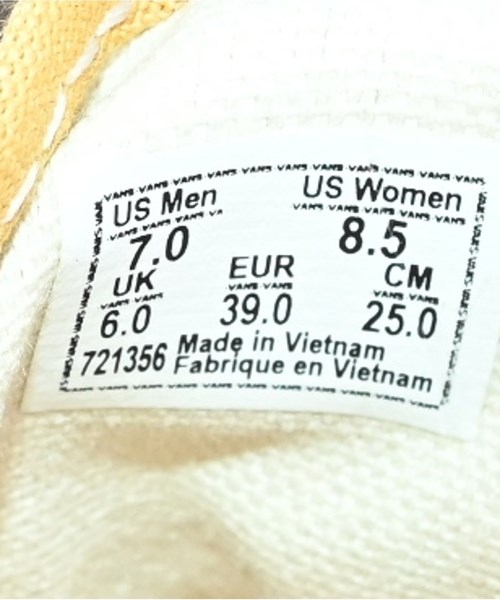 US Men US Women
7.0 8.5
UK EUR CM
6.0 39.0 25.0
721356 Made in Vietnam
Fabrique en Vietnam